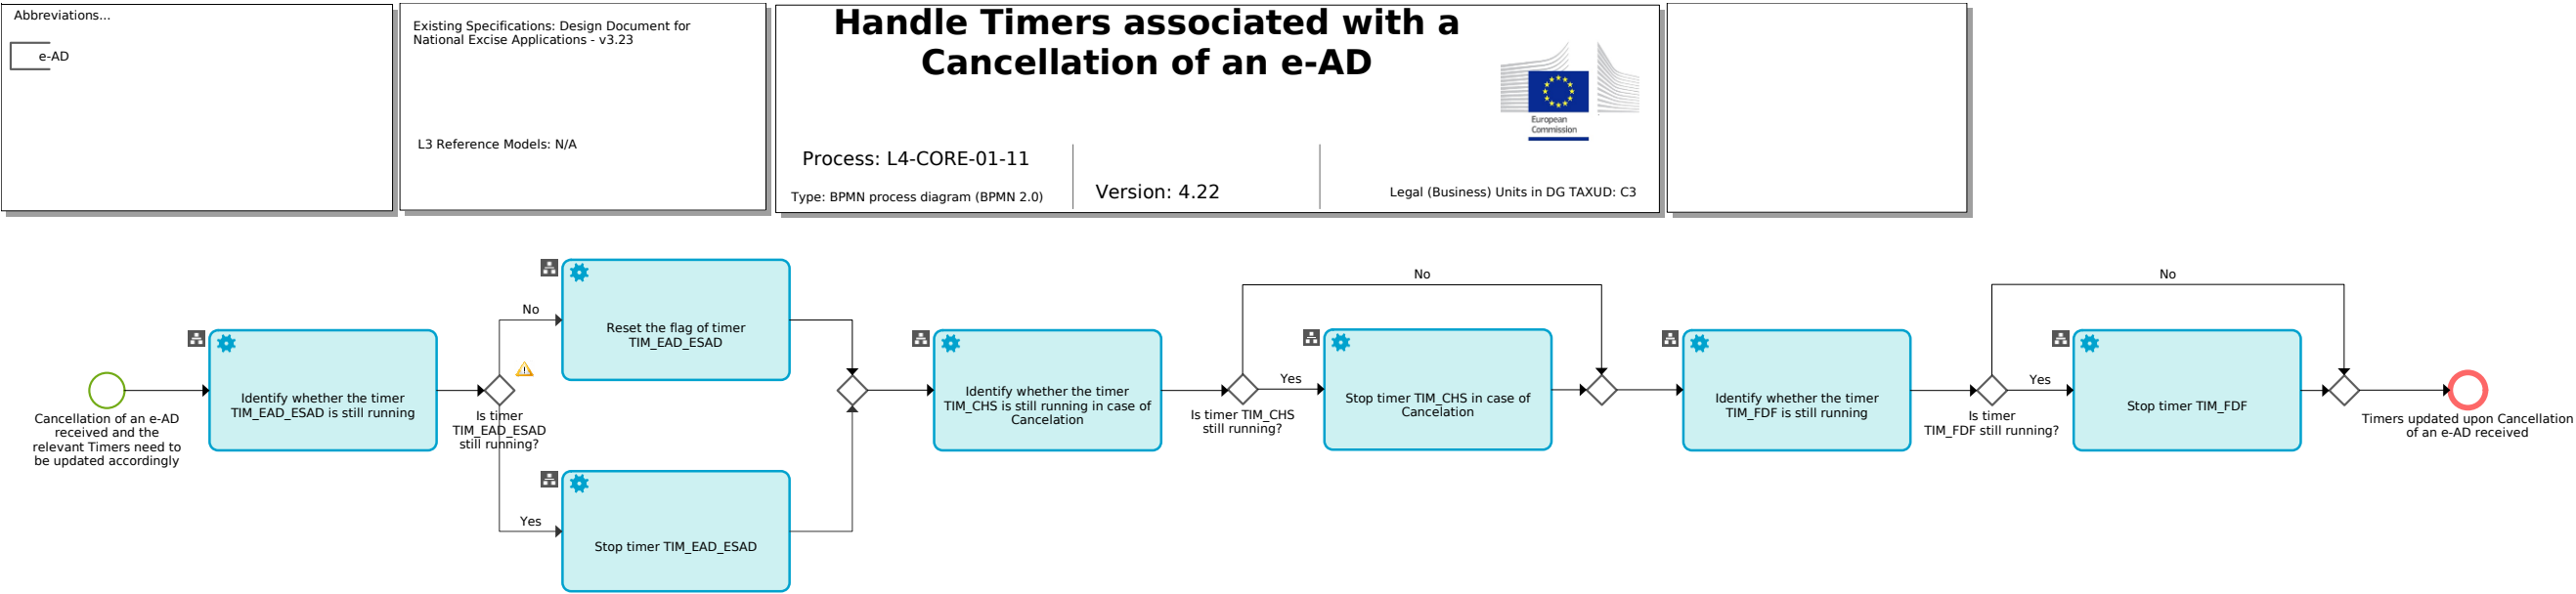 Abbreviations...
e-AD
Existing Specifications: Design Document for
National Excise Applications - v3.23
L3 Reference Models: N/A
Handle Timers associated with a
Cancellation of an e-AD
European
Commission
Process: L4-CORE-01-11
Type: BPMN process diagram (BPMN 2.0)
Version: 4.22
Legal (Business) Units in DG TAXUD: C3
Cancellation of an e-AD
received and the
relevant Timers need to
be updated accordingly
Identify whether the timer
TIM_EAD_ESAD is still running
Is timer
TIM_EAD_ESAD
still running?
No
Reset the flag of timer
TIM_EAD_ESAD
Yes
Stop timer TIM_EAD_ESAD
Identify whether the timer
TIM_CHS is still running in case of
Cancelation
Is timer TIM_CHS
still running?
No
Yes
Stop timer TIM_CHS in case of
Cancelation
Identify whether the timer
TIM_FDF is still running
Is timer
TIM_FDF still running?
No
Yes
Stop timer TIM_FDF
Timers updated upon Cancellation
of an e-AD received